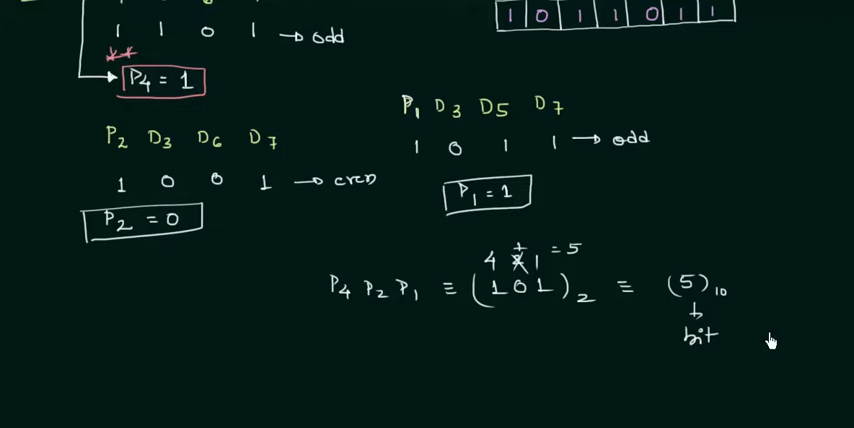 1 0 1 1 0 1 1
1 1 0 1 → odd
P4 = 1
P1 D3 D5 D7
1 0 1 1 → odd
P1 = 1
P2 D3 D6 D7
1 0 0 1 → even
P2 = 0
4 + 1 = 5
P4 P2 P1 ≡ (1 0 1)2 ≡ (5)10
bit